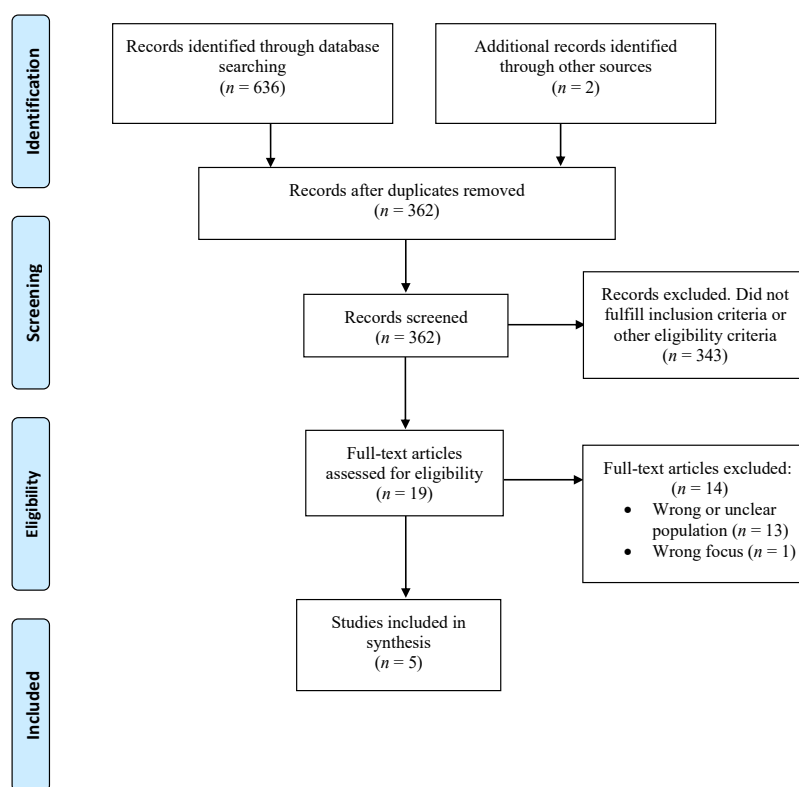 Identification
Records identified through database
searching
(n = 636)
Additional records identified
through other sources
(n = 2)
Records after duplicates removed
(n = 362)
Screening
Records screened
(n = 362)
Records excluded. Did not
fulfill inclusion criteria or
other eligibility criteria
(n = 343)
Eligibility
Full-text articles
assessed for eligibility
(n = 19)
Full-text articles excluded:
(n = 14)
• Wrong or unclear
population (n = 13)
• Wrong focus (n = 1)
Included
Studies included in
synthesis
(n = 5)